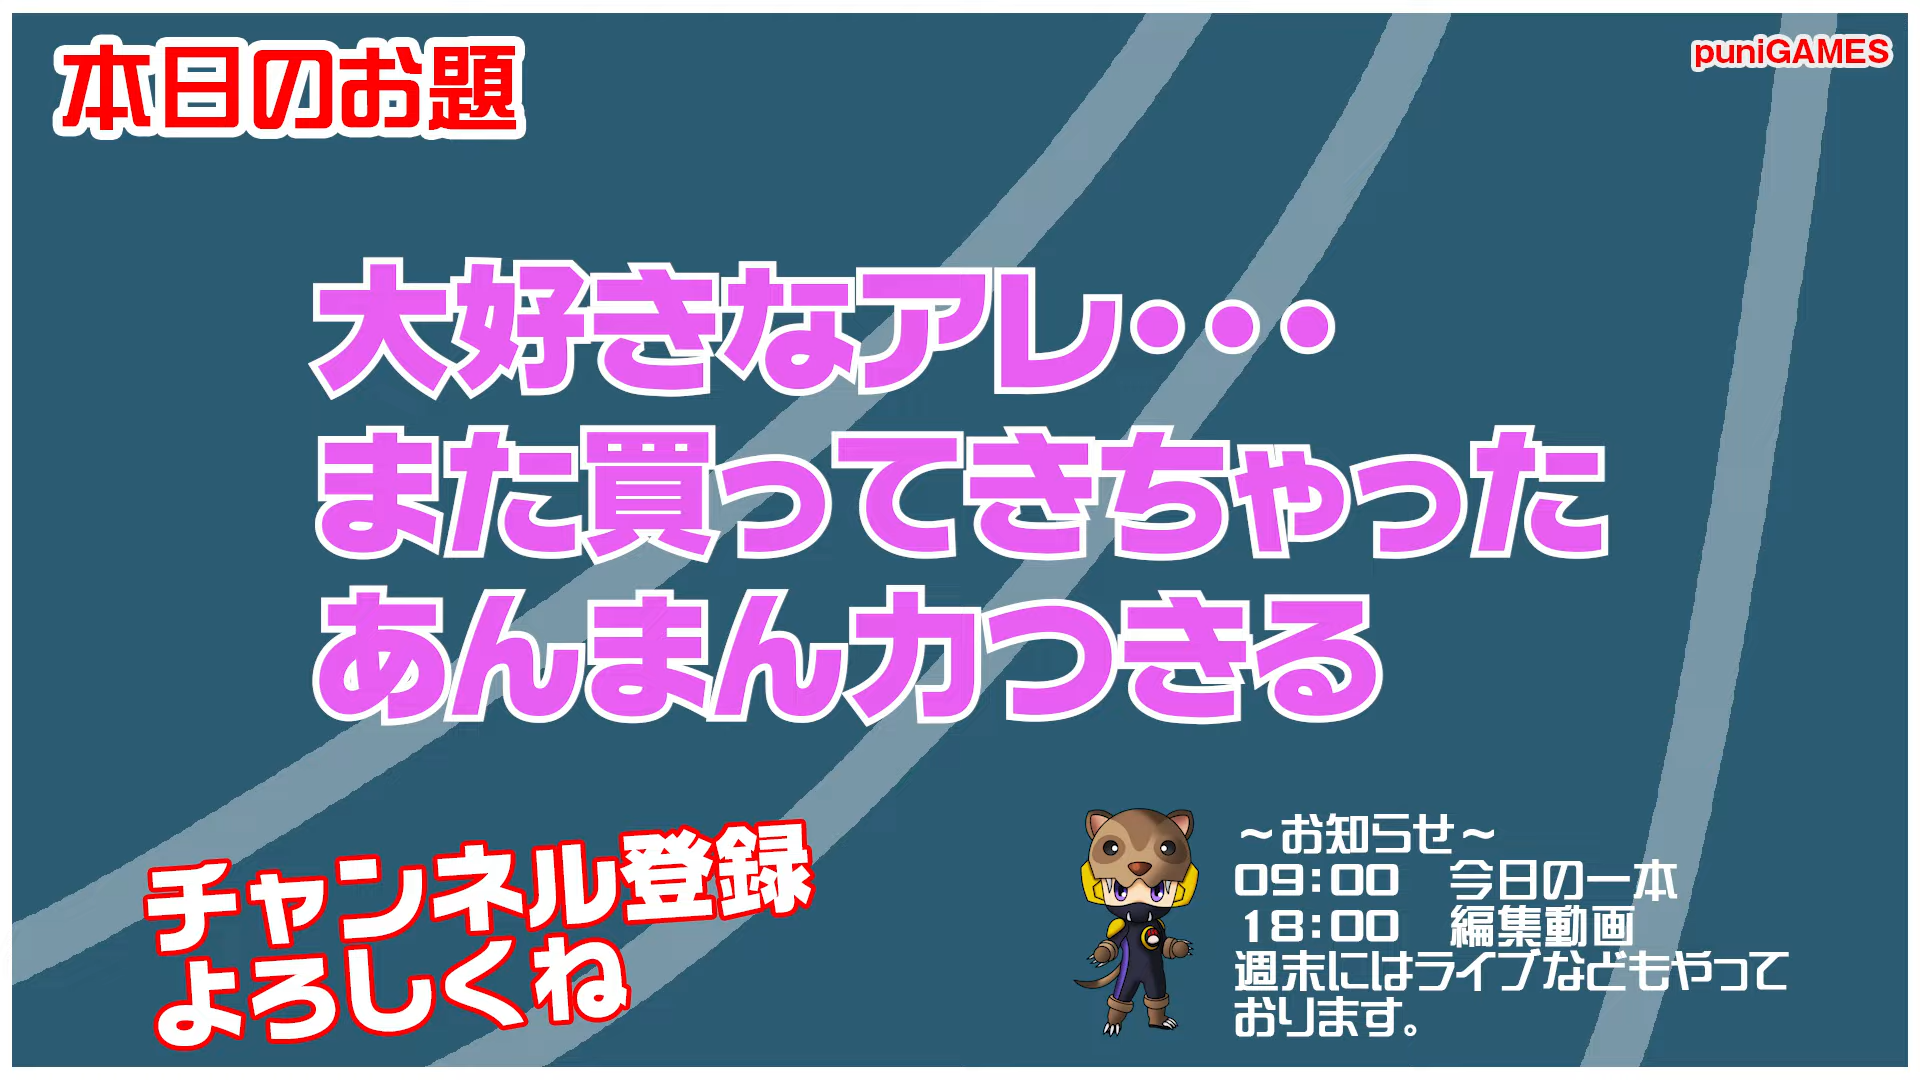 本日のお題
puniGAMES
大好きなアレ・・・
また買ってきちゃった
あんまん力つきる
チャンネル登録
よろしくね
～お知らせ～
09:00 今日の一本
18:00 編集動画
週末にはライブなどもやって
おります。